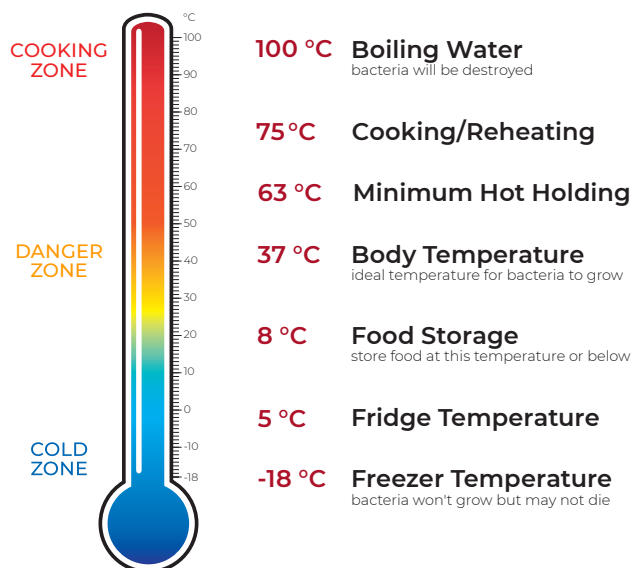 °C
COOKING
ZONE
DANGER
ZONE
COLD
ZONE
100
90
80
70
60
50
40
30
20
10
0
-10
-18
100 °C Boiling Water
bacteria will be destroyed
75 °C Cooking/Reheating
63 °C Minimum Hot Holding
37 °C Body Temperature
ideal temperature for bacteria to grow
8 °C Food Storage
store food at this temperature or below
5 °C Fridge Temperature
-18 °C Freezer Temperature
bacteria won't grow but may not die